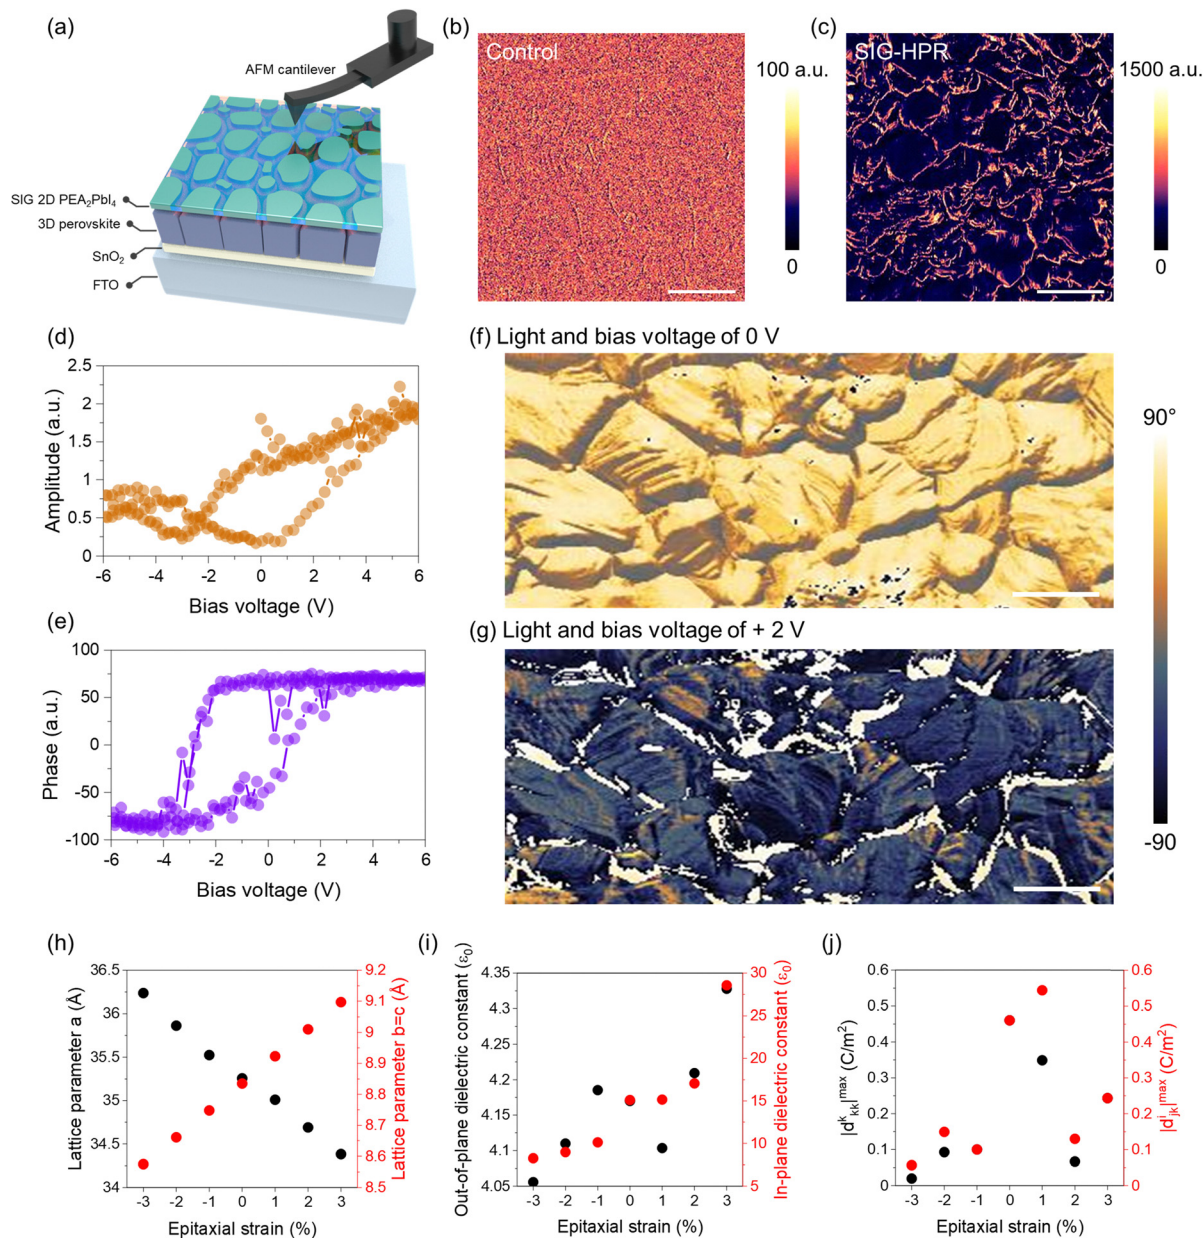 (a)
AFM cantilever
SIG 2D PEA₂PbI₄
3D perovskite
SnO₂
FTO
(b)
Control
100 a.u.
0
(c)
SIG-HPR
1500 a.u.
0
(d)
2.5
2
1.5
1
0.5
0
Amplitude (a.u.)
-6 -4 -2 0 2 4 6
Bias voltage (V)
(e)
100
50
0
-50
-100
Phase (a.u.)
-6 -4 -2 0 2 4 6
Bias voltage (V)
(f) Light and bias voltage of 0 V
(g) Light and bias voltage of + 2 V
90°
-90
(h)
36.5
36
35.5
35
34.5
34
Lattice parameter a (Å)
9.2
9.1
9
8.9
8.8
8.7
8.6
8.5
Lattice parameter b=c (Å)
-3 -2 -1 0 1 2 3
Epitaxial strain (%)
(i)
4.35
4.3
4.25
4.2
4.15
4.1
4.05
Out-of-plane dielectric constant (ε₀)
30
25
20
15
10
5
In-plane dielectric constant (ε₀)
-3 -2 -1 0 1 2 3
Epitaxial strain (%)
(j)
0.6
0.5
0.4
0.3
0.2
0.1
0
|dᵏₖₖ|ᵐᵃˣ (C/m²)
0.6
0.5
0.4
0.3
0.2
0.1
0
|dⁱⱼₖ|ᵐᵃˣ (C/m²)
-3 -2 -1 0 1 2 3
Epitaxial strain (%)